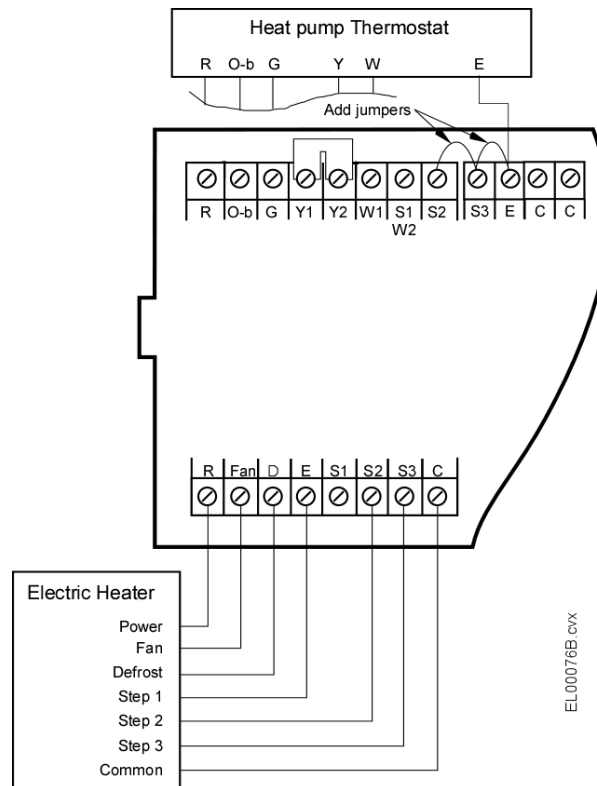 Heat pump Thermostat
R O-b G Y W E
Add jumpers
R O-b G Y1 Y2 W1 S1 S2 S3 E C C
W2
R Fan D E S1 S2 S3 C
Electric Heater
Power
Fan
Defrost
Step 1
Step 2
Step 3
Common
EL00076B.cvx